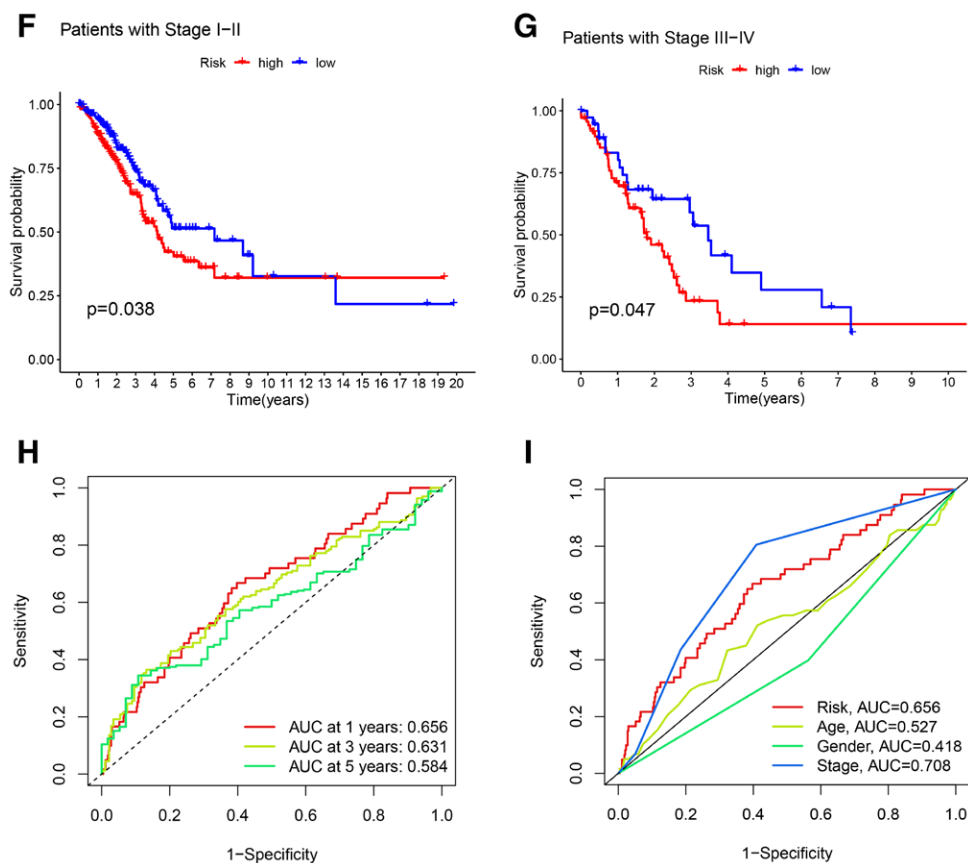 F
Patients with Stage I−II
Risk high low
1.00
0.75
0.50
0.25
0.00
Survival probability
p=0.038
0 1 2 3 4 5 6 7 8 9 10 11 12 13 14 15 16 17 18 19 20
Time(years)
G
Patients with Stage III−IV
Risk high low
1.00
0.75
0.50
0.25
0.00
Survival probability
p=0.047
0 1 2 3 4 5 6 7 8 9 10
Time(years)
H
1.0
0.8
0.6
0.4
0.2
0.0
Sensitivity
AUC at 1 years: 0.656
AUC at 3 years: 0.631
AUC at 5 years: 0.584
0.0 0.2 0.4 0.6 0.8 1.0
1−Specificity
I
1.0
0.8
0.6
0.4
0.2
0.0
Sensitivity
Risk, AUC=0.656
Age, AUC=0.527
Gender, AUC=0.418
Stage, AUC=0.708
0.0 0.2 0.4 0.6 0.8 1.0
1−Specificity